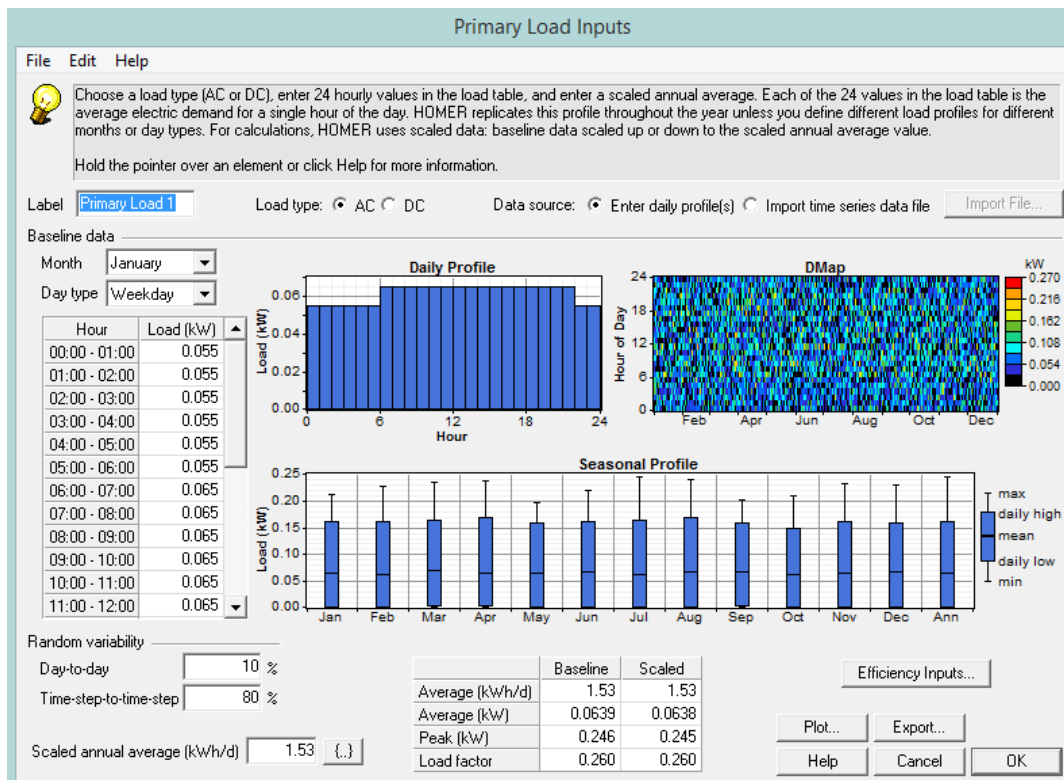 Primary Load Inputs
File Edit Help
Choose a load type (AC or DC), enter 24 hourly values in the load table, and enter a scaled annual average. Each of the 24 values in the load table is the
average electric demand for a single hour of the day. HOMER replicates this profile throughout the year unless you define different load profiles for different
months or day types. For calculations, HOMER uses scaled data: baseline data scaled up or down to the scaled annual average value.
Hold the pointer over an element or click Help for more information.
Label Primary Load 1 Load type: AC DC Data source: Enter daily profile(s) Import time series data file Import File...
Baseline data
Month January
Day type Weekday
Hour Load (kW)
00:00 - 01:00 0.055
01:00 - 02:00 0.055
02:00 - 03:00 0.055
03:00 - 04:00 0.055
04:00 - 05:00 0.055
05:00 - 06:00 0.055
06:00 - 07:00 0.065
07:00 - 08:00 0.065
08:00 - 09:00 0.065
09:00 - 10:00 0.065
10:00 - 11:00 0.065
11:00 - 12:00 0.065
Daily Profile
Load (kW)
0.06
0.04
0.02
0.00
0 6 12 18 24
Hour
DMap
Hour of Day
24
18
12
6
0
Feb Apr Jun Aug Oct Dec
kW
0.270
0.216
0.162
0.108
0.054
0.000
Seasonal Profile
Load (kW)
0.25
0.20
0.15
0.10
0.05
0.00
Jan Feb Mar Apr May Jun Jul Aug Sep Oct Nov Dec Ann
max
daily high
mean
daily low
min
Random variability
Day-to-day 10 %
Time-step-to-time-step 80 %
Scaled annual average (kWh/d) 1.53 {..}
Baseline Scaled
Average (kWh/d) 1.53 1.53
Average (kW) 0.0639 0.0638
Peak (kW) 0.246 0.245
Load factor 0.260 0.260
Efficiency Inputs...
Plot... Export...
Help Cancel OK